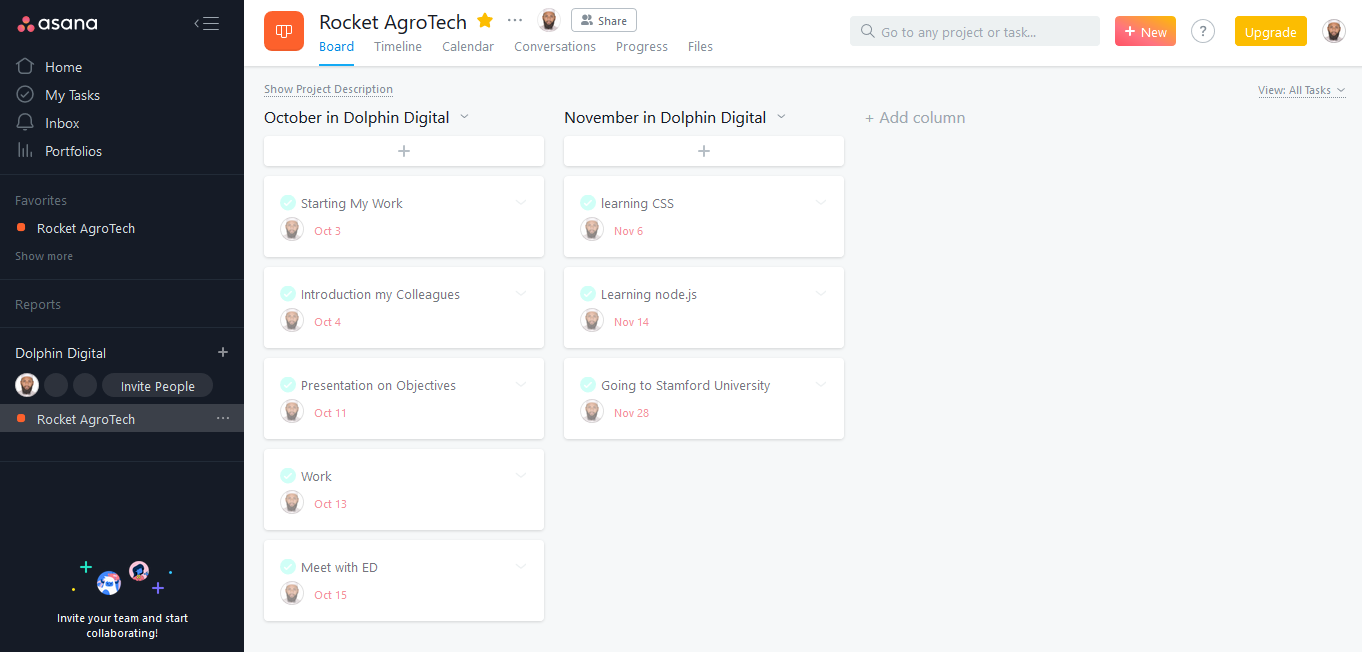 asana
Home
My Tasks
Inbox
Portfolios
Favorites
Rocket AgroTech
Show more
Reports
Dolphin Digital
Invite People
Rocket AgroTech
Invite your team and start
collaborating!
Rocket AgroTech
Share
Board Timeline Calendar Conversations Progress Files
Go to any project or task...
+ New
?
Upgrade
Show Project Description
View: All Tasks
October in Dolphin Digital
+
Starting My Work
Oct 3
Introduction my Colleagues
Oct 4
Presentation on Objectives
Oct 11
Work
Oct 13
Meet with ED
Oct 15
November in Dolphin Digital
+
learning CSS
Nov 6
Learning node.js
Nov 14
Going to Stamford University
Nov 28
+ Add column